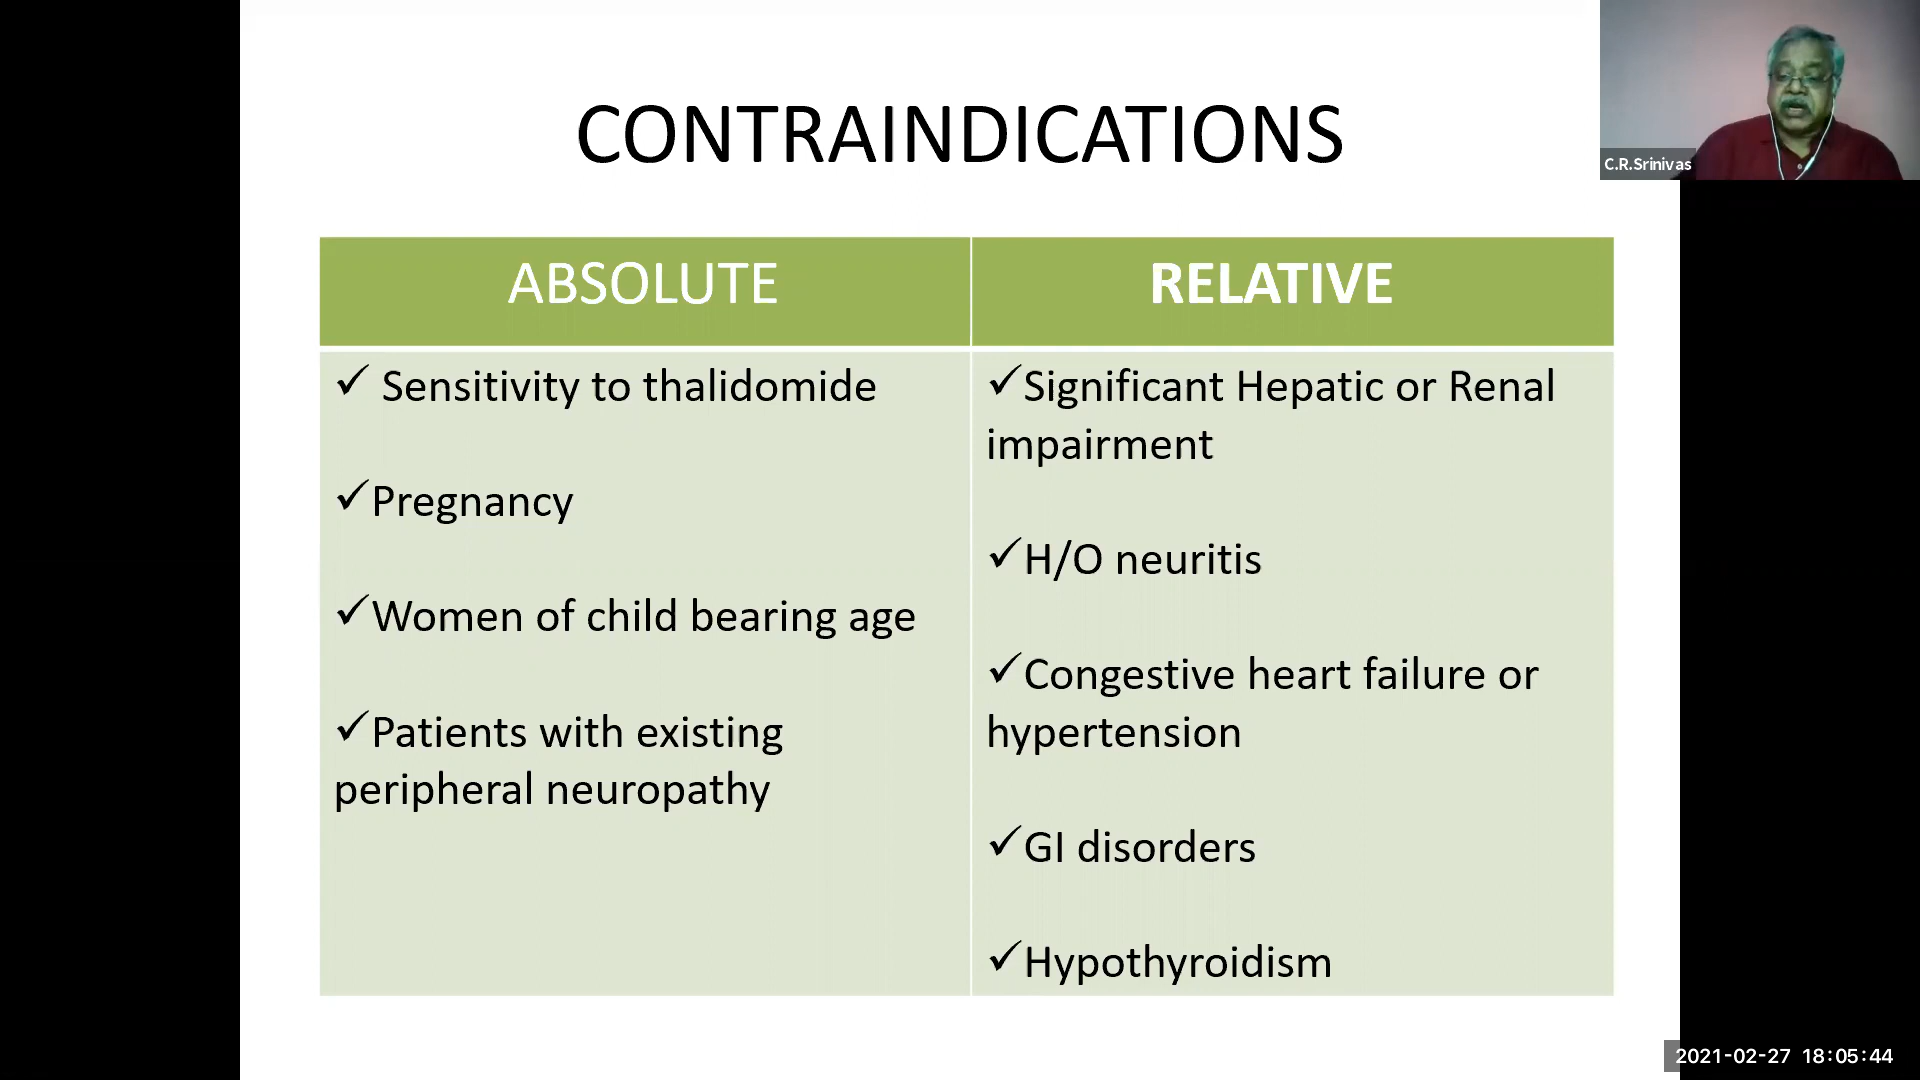 CONTRAINDICATIONS
C.R.Srinivas
ABSOLUTE
RELATIVE
✓ Sensitivity to thalidomide
✓Pregnancy
✓Women of child bearing age
✓Patients with existing
peripheral neuropathy
✓Significant Hepatic or Renal
impairment
✓H/O neuritis
✓Congestive heart failure or
hypertension
✓GI disorders
✓Hypothyroidism
2021-02-27 18:05:44